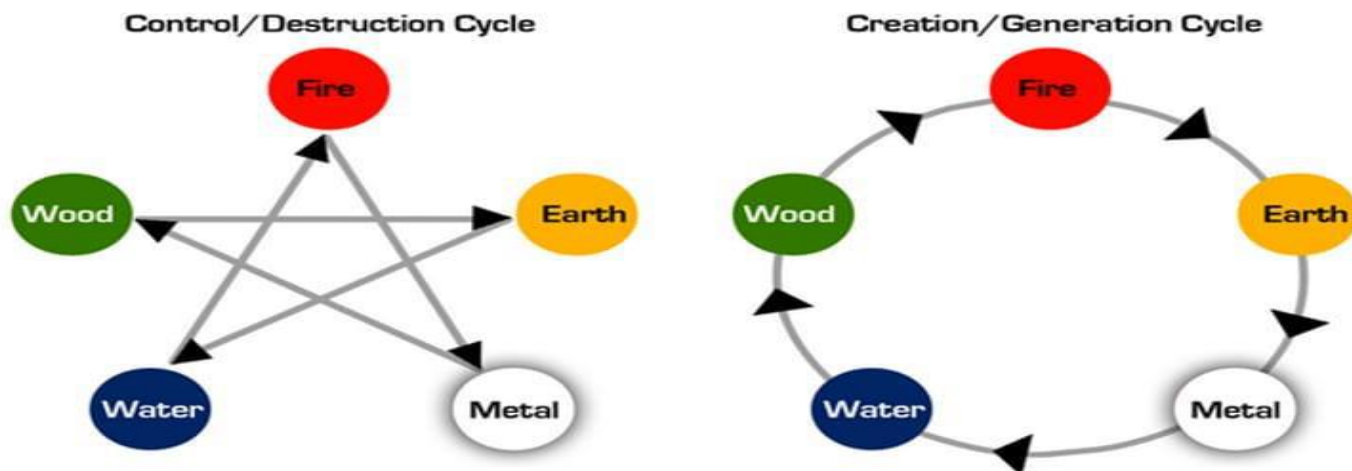 Control/Destruction Cycle
Fire
Wood
Earth
Water
Metal
Creation/Generation Cycle
Fire
Wood
Earth
Water
Metal